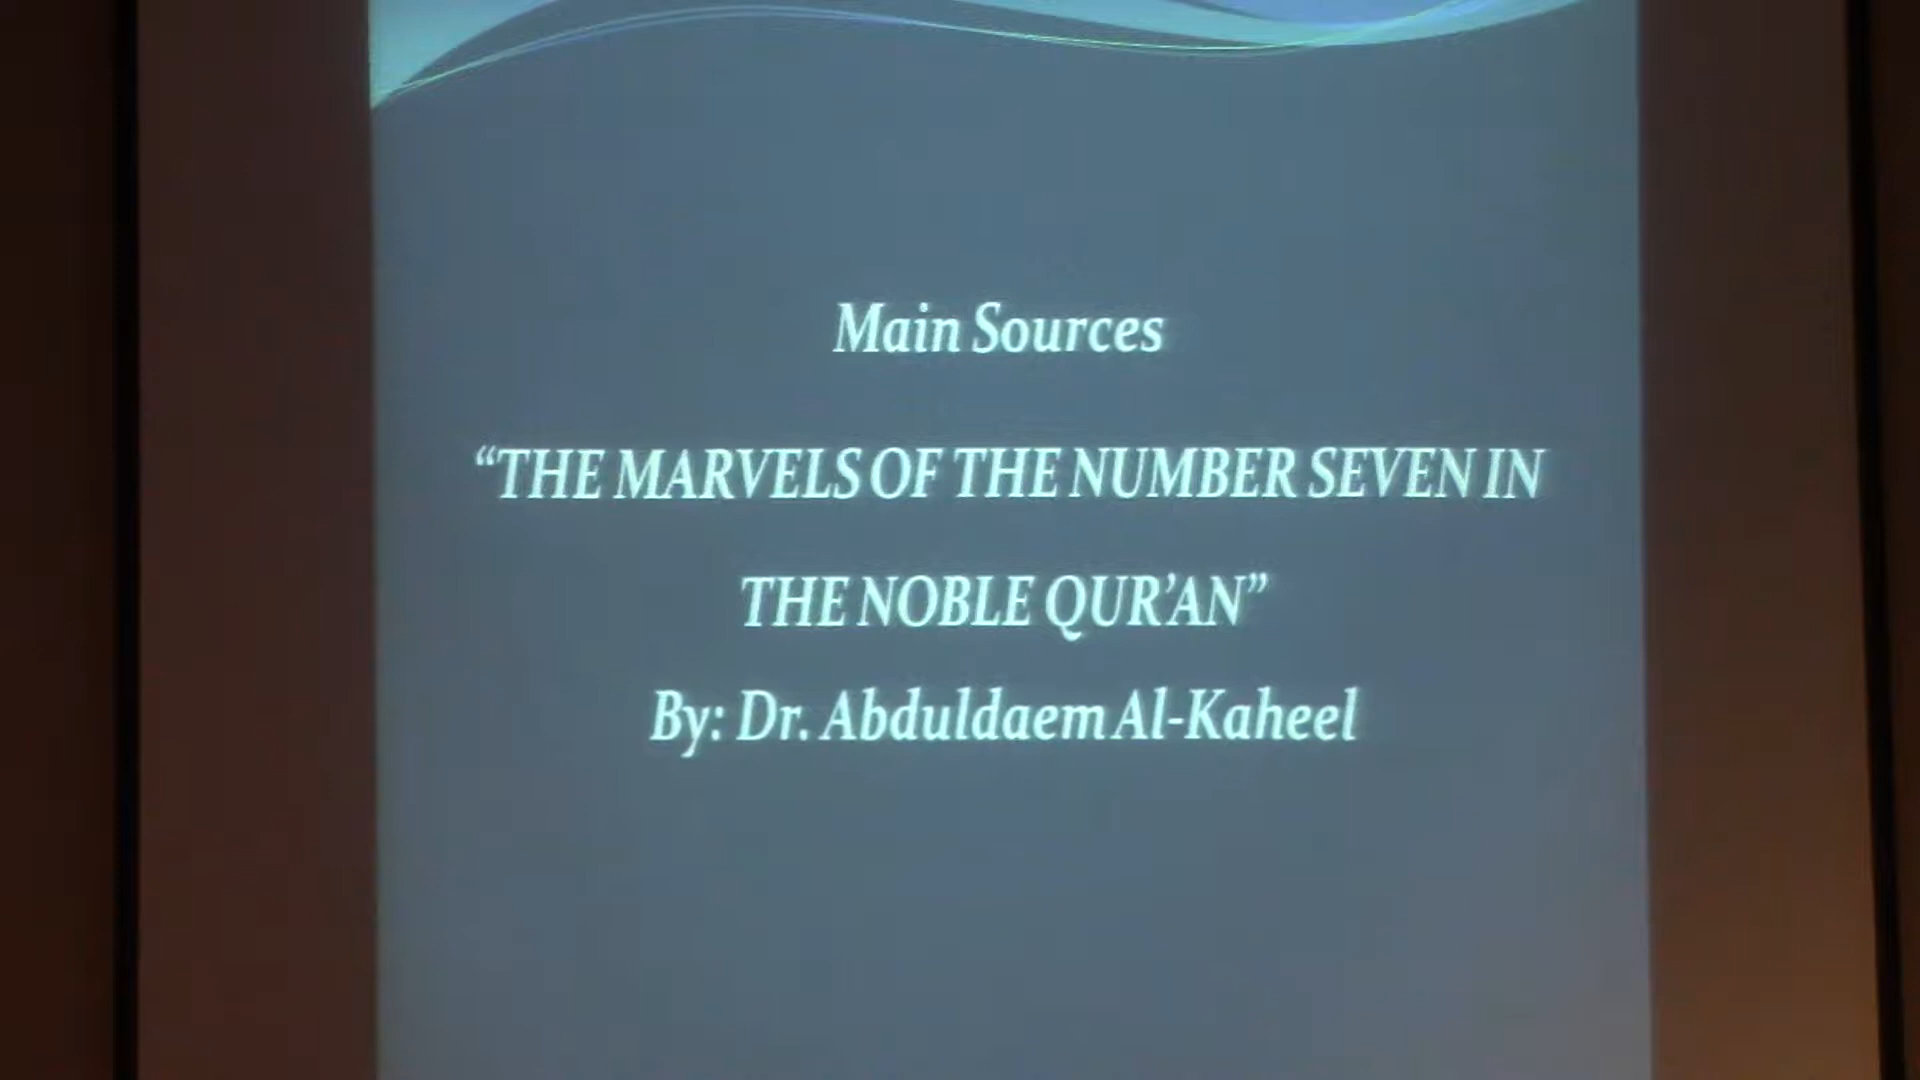 Main Sources
“THE MARVELS OF THE NUMBER SEVEN IN
THE NOBLE QUR’AN”
By: Dr. Abduldaem Al-Kaheel